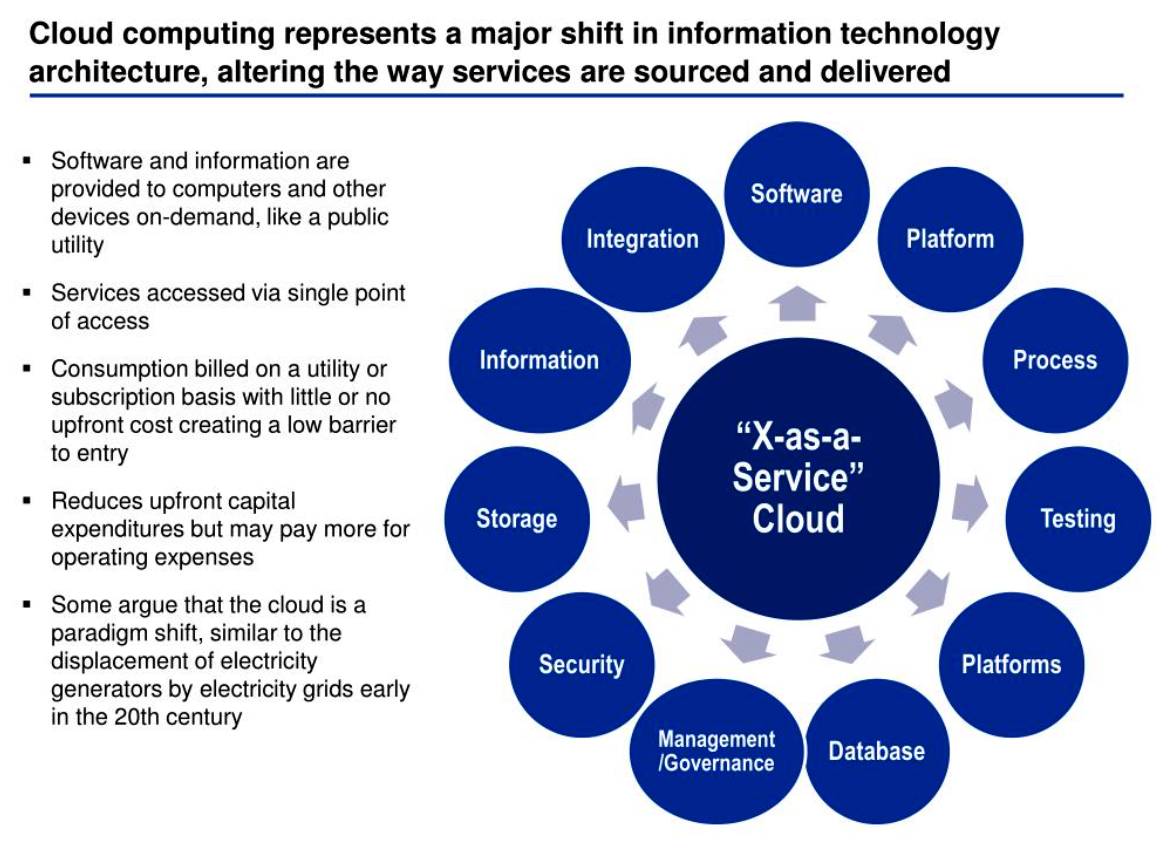 Cloud computing represents a major shift in information technology
architecture, altering the way services are sourced and delivered
▪ Software and information are
provided to computers and other
devices on-demand, like a public
utility
▪ Services accessed via single point
of access
▪ Consumption billed on a utility or
subscription basis with little or no
upfront cost creating a low barrier
to entry
▪ Reduces upfront capital
expenditures but may pay more for
operating expenses
▪ Some argue that the cloud is a
paradigm shift, similar to the
displacement of electricity
generators by electricity grids early
in the 20th century
“X-as-a-
Service”
Cloud
Software
Platform
Process
Testing
Platforms
Database
Management
/Governance
Security
Storage
Information
Integration